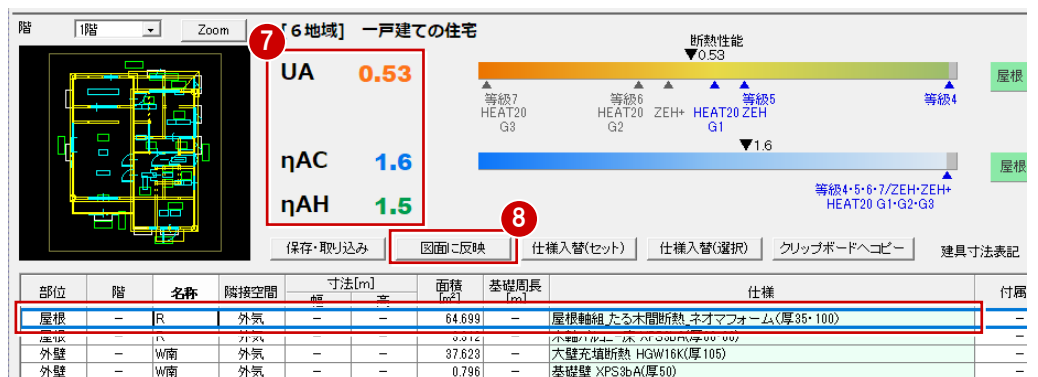 階 1階 Zoom
7
[6地域] 一戸建ての住宅
UA 0.53
断熱性能
▼0.53
等級7 等級6 等級5 等級4
HEAT20 HEAT20 ZEH+ HEAT20 ZEH
G3 G2 G1
屋根
▼1.6
ηAC 1.6
屋根
等級4・5・6・7/ZEH・ZEH+
HEAT20 G1・G2・G3
ηAH 1.5
8
保存・取り込み 図面に反映 仕様入替(セット) 仕様入替(選択) クリップボードへコピー 建具寸法表記
部位 階 名称 隣接空間 寸法[m] 面積[m²] 基礎周長[m] 仕様 付属
幅 高
屋根 − R 外気 − − 64.699 − 屋根軸組_たる木間断熱_ネオマフォーム(厚35・100) −
外壁 − W南 外気 − − 37.623 − 大壁充填断熱 HGW16K(厚105) −
外壁 − W南 外気 − − 0.796 − 基礎壁 XPS3bA(厚50) −